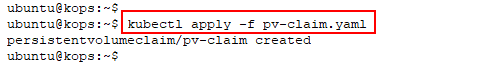 ubuntu@kops:~$
ubuntu@kops:~$ kubectl apply -f pv-claim.yaml
persistentvolumeclaim/pv-claim created
ubuntu@kops:~$